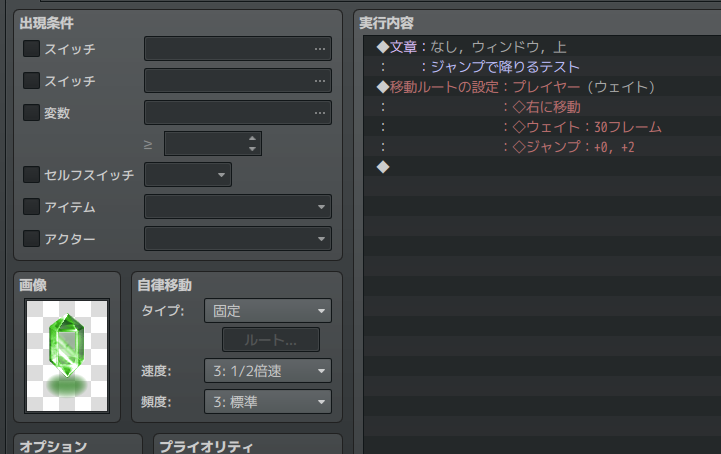 出現条件
スイッチ
スイッチ
変数
≥
セルフスイッチ
アイテム
アクター
画像
自律移動
タイプ: 固定
ルート...
速度: 3: 1/2倍速
頻度: 3: 標準
オプション
プライオリティ
実行内容
◆文章：なし, ウィンドウ, 上
：　　：ジャンプで降りるテスト
◆移動ルートの設定：プレイヤー (ウェイト)
：　　　　　　　　：◇右に移動
：　　　　　　　　：◇ウェイト：30フレーム
：　　　　　　　　：◇ジャンプ：+0, +2
◆